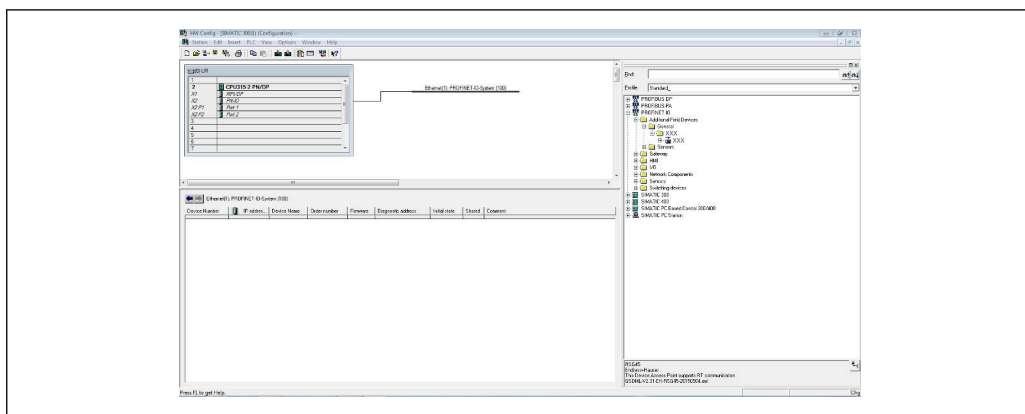 HW Config - [SIMATIC 300(1) (Configuration) --
Station Edit Insert PLC View Options Window Help
(0) UR
1
2 CPU315-2 PN/DP
X1 MPI/DP
X2 PN-IO
X2 P1 Port 1
X2 P2 Port 2
3
4
5
6
7
Ethernet(1): PROFINET-IO-System (100)
Ethernet(1): PROFINET-IO-System (100)
Device Number IP addres... Device Name Order number Firmware Diagnostic address Initial state Shared Comment
Find:
Profile: Standard_
PROFIBUS-DP
PROFIBUS-PA
PROFINET IO
Additional Field Devices
General
XXX
XXX
Sensors
Gateway
HMI
I/O
Network Components
Sensors
Switching devices
SIMATIC 300
SIMATIC 400
SIMATIC PC Based Control 300/400
SIMATIC PC Station
RSG45
Endress+Hauser
This Device Access Point supports RT communication
Press F1 to get Help.
Chg